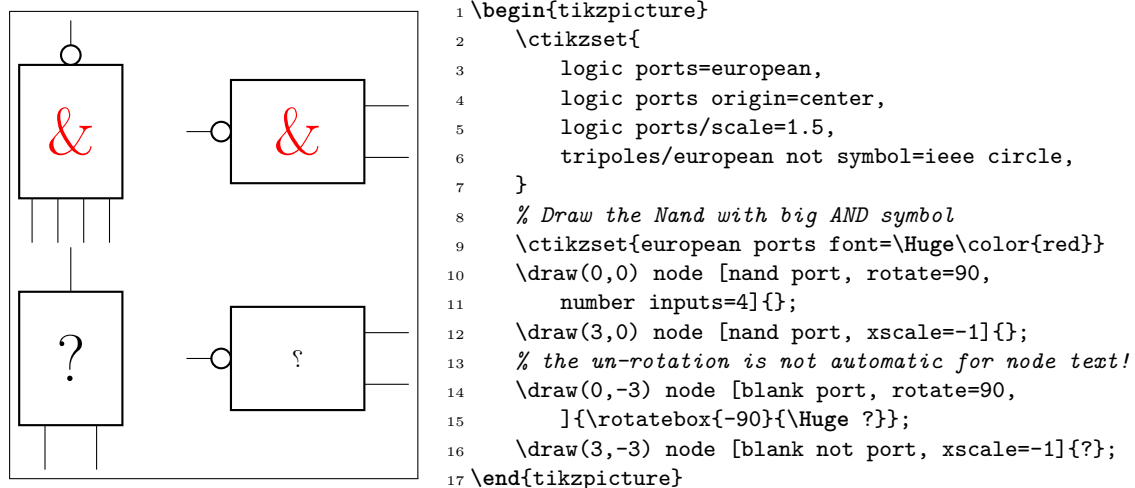 &
&
?
؟
1 \begin{tikzpicture}
2 \ctikzset{
3 logic ports=european,
4 logic ports origin=center,
5 logic ports/scale=1.5,
6 tripoles/european not symbol=ieee circle,
7 }
8 % Draw the Nand with big AND symbol
9 \ctikzset{european ports font=\Huge\color{red}}
10 \draw(0,0) node [nand port, rotate=90,
11 number inputs=4]{};
12 \draw(3,0) node [nand port, xscale=-1]{};
13 % the un-rotation is not automatic for node text!
14 \draw(0,-3) node [blank port, rotate=90,
15 ]{\rotatebox{-90}{\Huge ?}};
16 \draw(3,-3) node [blank not port, xscale=-1]{?};
17 \end{tikzpicture}